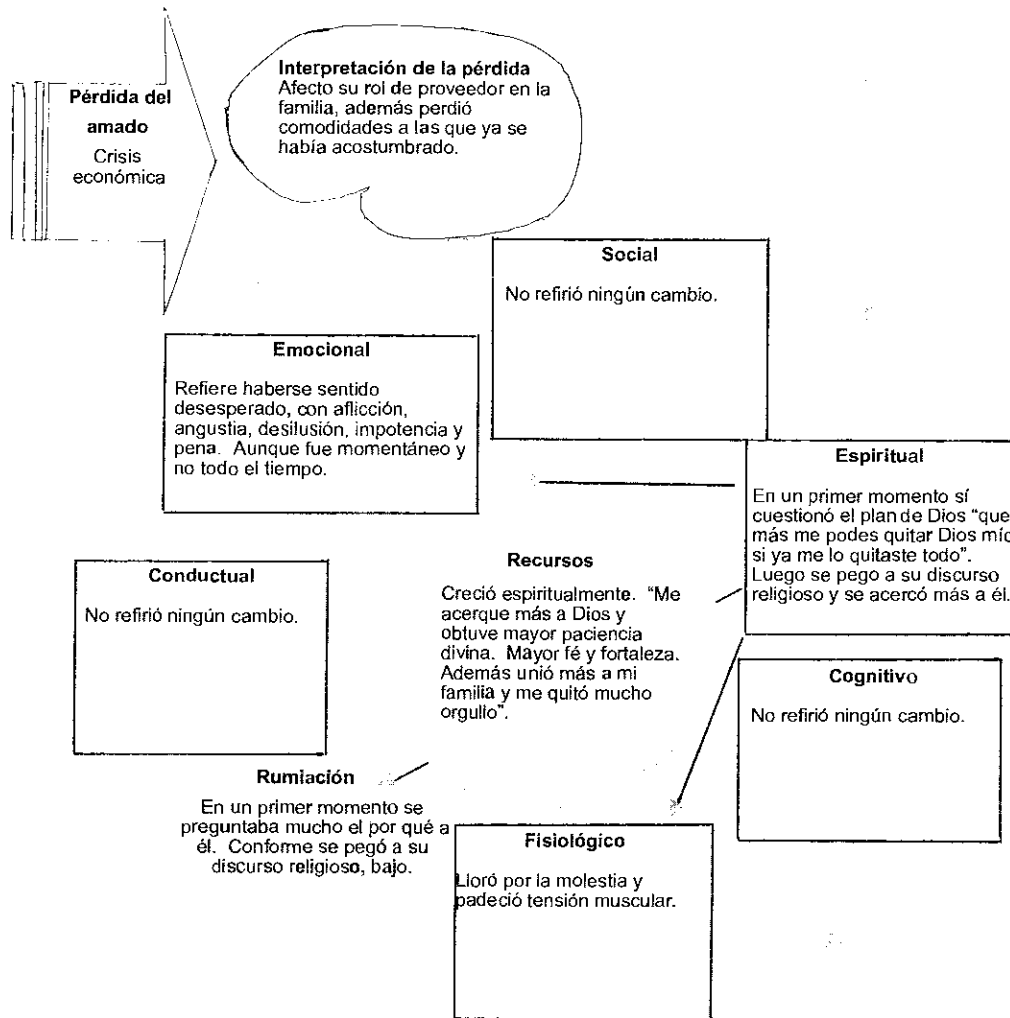 Pérdida del
amado
Crisis
económica
Interpretación de la pérdida
Afecto su rol de proveedor en la
familia, además perdió
comodidades a las que ya se
había acostumbrado.
Social
No refirió ningún cambio.
Emocional
Refiere haberse sentido
desesperado, con aflicción,
angustia, desilusión, impotencia y
pena. Aunque fue momentáneo y
no todo el tiempo.
Espiritual
En un primer momento sí
cuestionó el plan de Dios “que
más me podes quitar Dios mío
si ya me lo quitaste todo”.
Luego se pego a su discurso
religioso y se acercó más a él.
Recursos
Creció espiritualmente. “Me
acerque más a Dios y
obtuve mayor paciencia
divina. Mayor fé y fortaleza.
Además unió más a mi
familia y me quitó mucho
orgullo”.
Conductual
No refirió ningún cambio.
Cognitivo
No refirió ningún cambio.
Rumiación
En un primer momento se
preguntaba mucho el por qué a
él. Conforme se pegó a su
discurso religioso, bajo.
Fisiológico
Lloró por la molestia y
padeció tensión muscular.